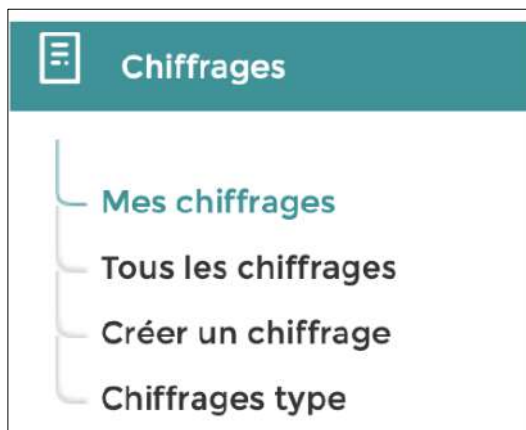 Chiffrages
Mes chiffrages
Tous les chiffrages
Créer un chiffrage
Chiffrages type